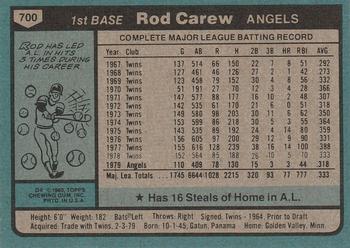 700
1st BASE Rod Carew ANGELS
COMPLETE MAJOR LEAGUE BATTING RECORD
YEAR CLUB G AB R H 2B 3B HR RBI AVG
1967 Twins 137 514 66 150 22 7 8 51 .292
1968 Twins 127 461 46 126 27 2 1 42 .273
1969 Twins 123 458 79 152 30 4 8 56 .332
1970 Twins 51 191 27 70 12 3 4 28 .366
1971 Twins 147 577 88 177 16 10 2 48 .307
1972 Twins 142 535 61 170 21 6 0 51 .318
1973 Twins 149 580 98 203 30 11 6 62 .350
1974 Twins 153 599 86 218 30 5 3 55 .364
1975 Twins 143 535 89 192 24 4 14 80 .359
1976 Twins 156 605 97 200 29 12 9 90 .331
1977 Twins 155 616 128 239 38 16 14 100 .388
1978 Twins 152 564 85 188 26 10 5 70 .333
1979 Angels 110 409 78 130 15 3 3 44 .318
Maj. Lea. Totals 1745 6644 1028 2215 320 93 77 777 .333
ROD HAS LED
A.L. IN HITS
3 TIMES DURING
HIS CAREER.
© 1980 TOPPS
CHEWING GUM, INC.
PRTD. IN U.S.A.
★ Has 16 Steals of Home in A.L.
Height: 6'0" Weight: 182 Bats: Left Throws: Right Signed: Twins - 1964, Prior to Draft
Acquired: Trade with Twins, 2-3-79 Born: 10-1-45, Gatun, Panama Home: Golden Valley, Minn.